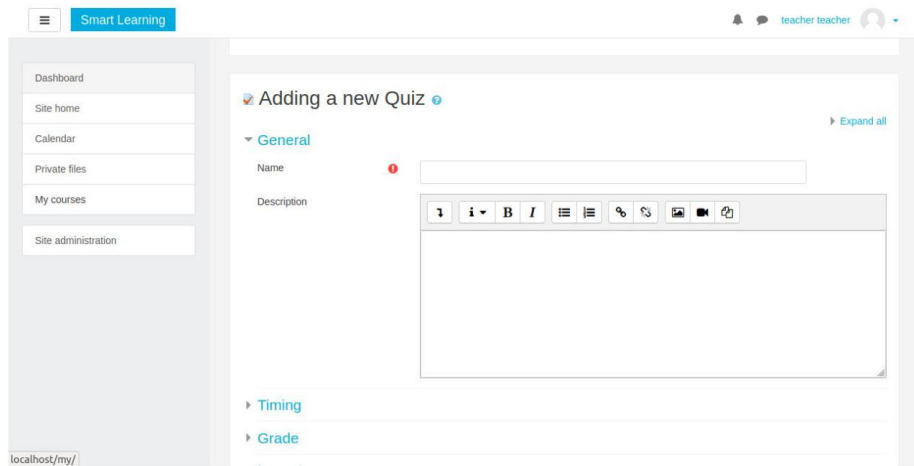 Smart Learning
teacher teacher
Dashboard
Site home
Calendar
Private files
My courses
Site administration
Adding a new Quiz
Expand all
General
Name
Description
i B I
Timing
Grade
localhost/my/